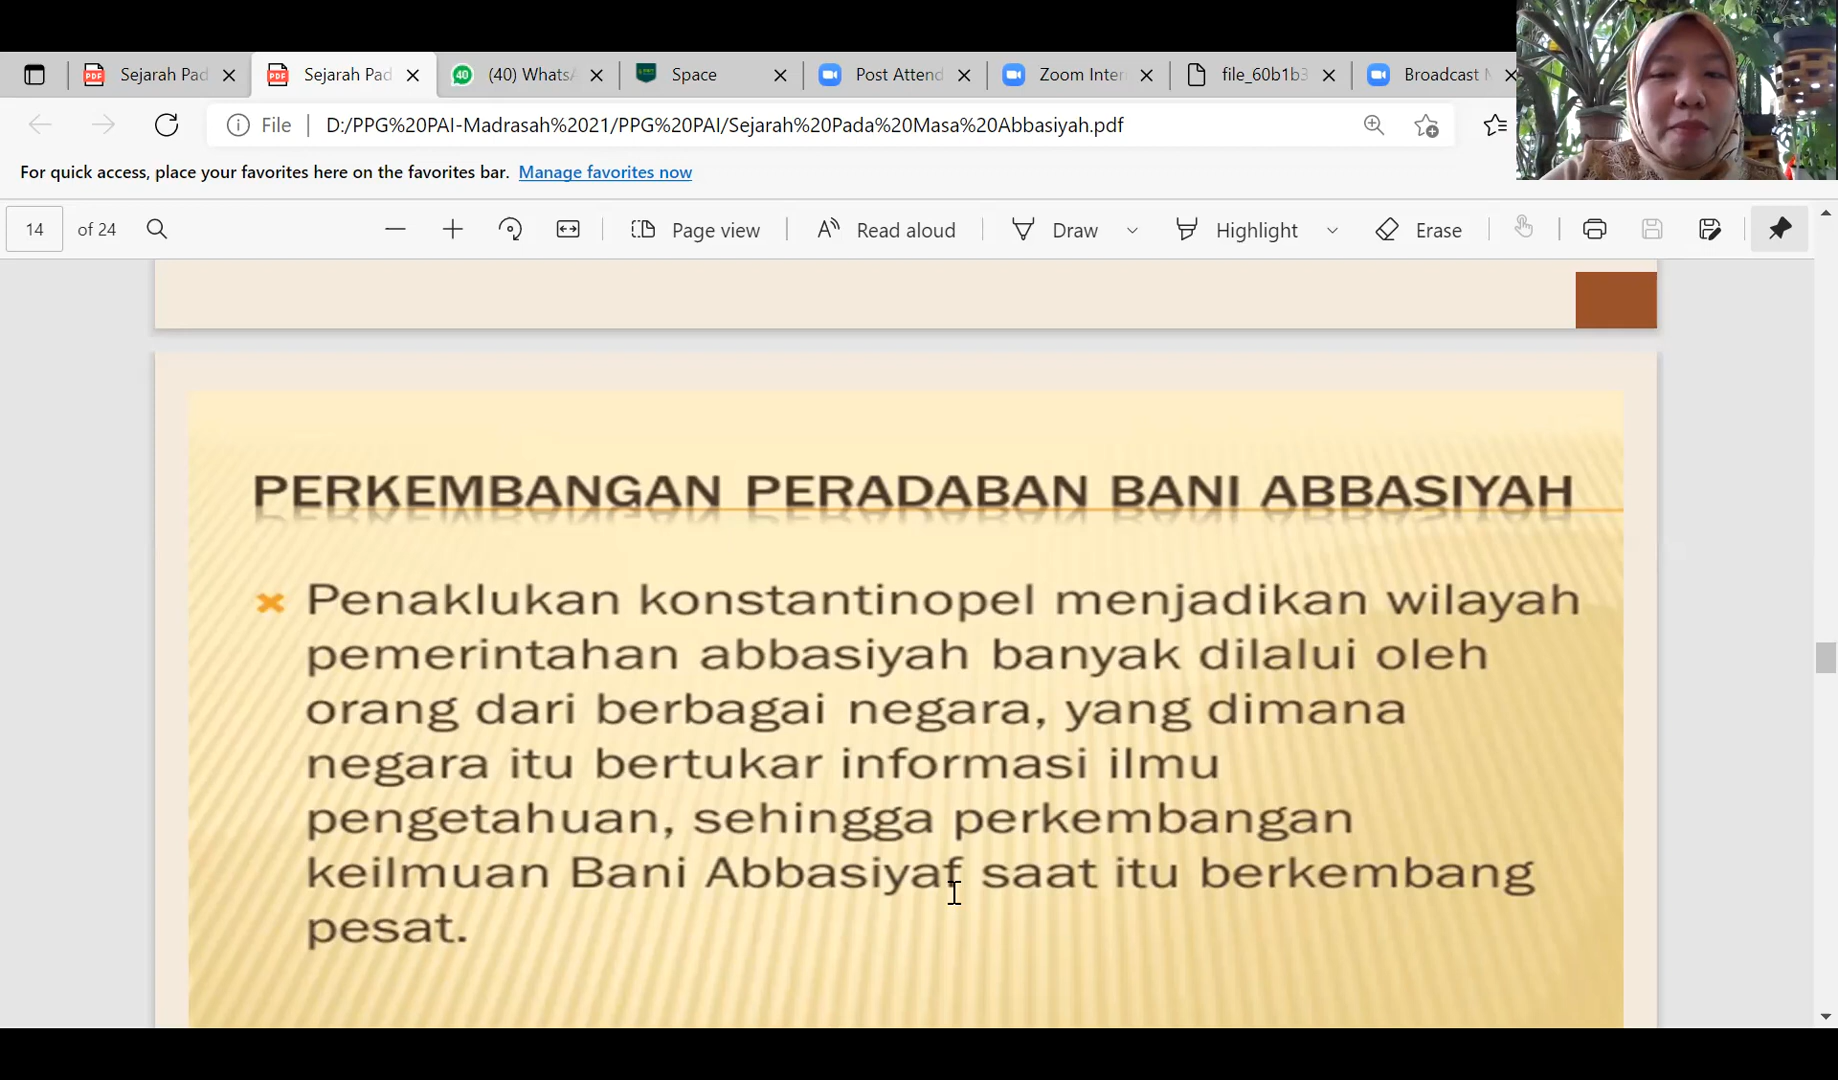 Sejarah Pad
Sejarah Pad
40
(40) WhatsA
Space
Post Attend
Zoom Inter
file_60b1b3
Broadcast M
File
D:/PPG%20PAI-Madrasah%2021/PPG%20PAI/Sejarah%20Pada%20Masa%20Abbasiyah.pdf
For quick access, place your favorites here on the favorites bar. Manage favorites now
14 of 24
Page view
Read aloud
Draw
Highlight
Erase
PERKEMBANGAN PERADABAN BANI ABBASIYAH
Penaklukan konstantinopel menjadikan wilayah
pemerintahan abbasiyah banyak dilalui oleh
orang dari berbagai negara, yang dimana
negara itu bertukar informasi ilmu
pengetahuan, sehingga perkembangan
keilmuan Bani Abbasiyaf saat itu berkembang
pesat.